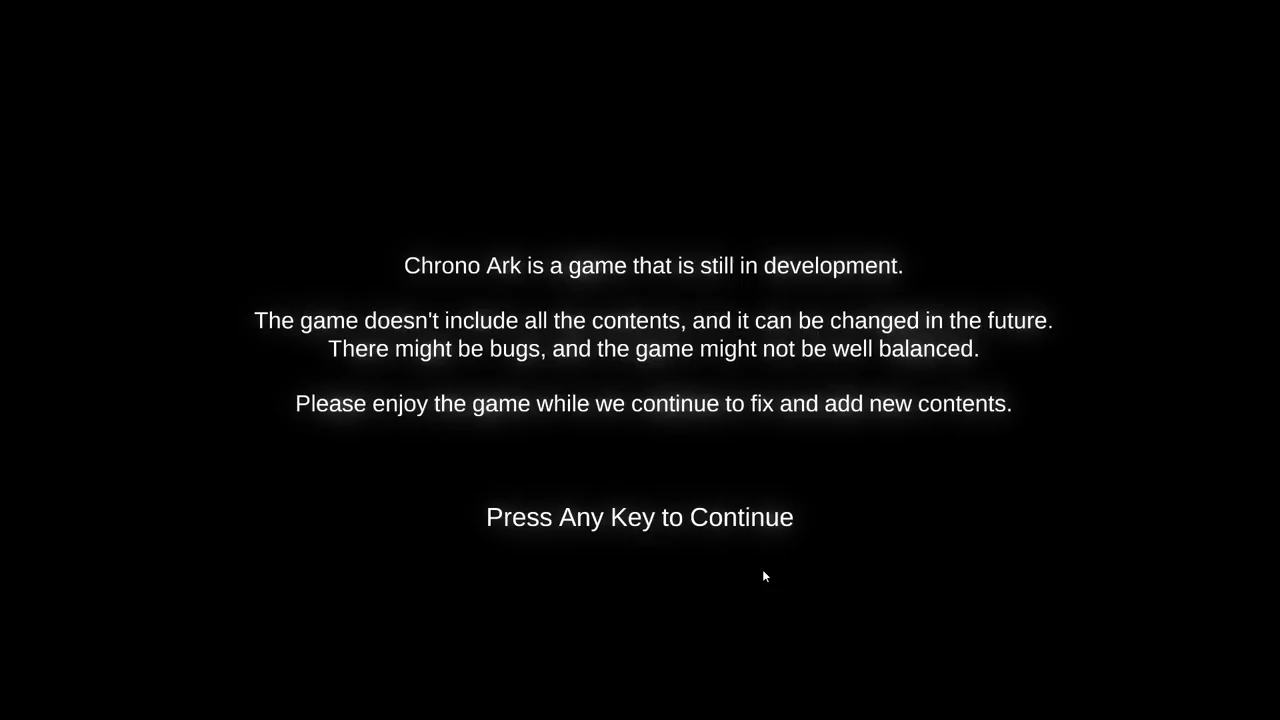 Chrono Ark is a game that is still in development.
The game doesn't include all the contents, and it can be changed in the future.
There might be bugs, and the game might not be well balanced.
Please enjoy the game while we continue to fix and add new contents.
Press Any Key to Continue